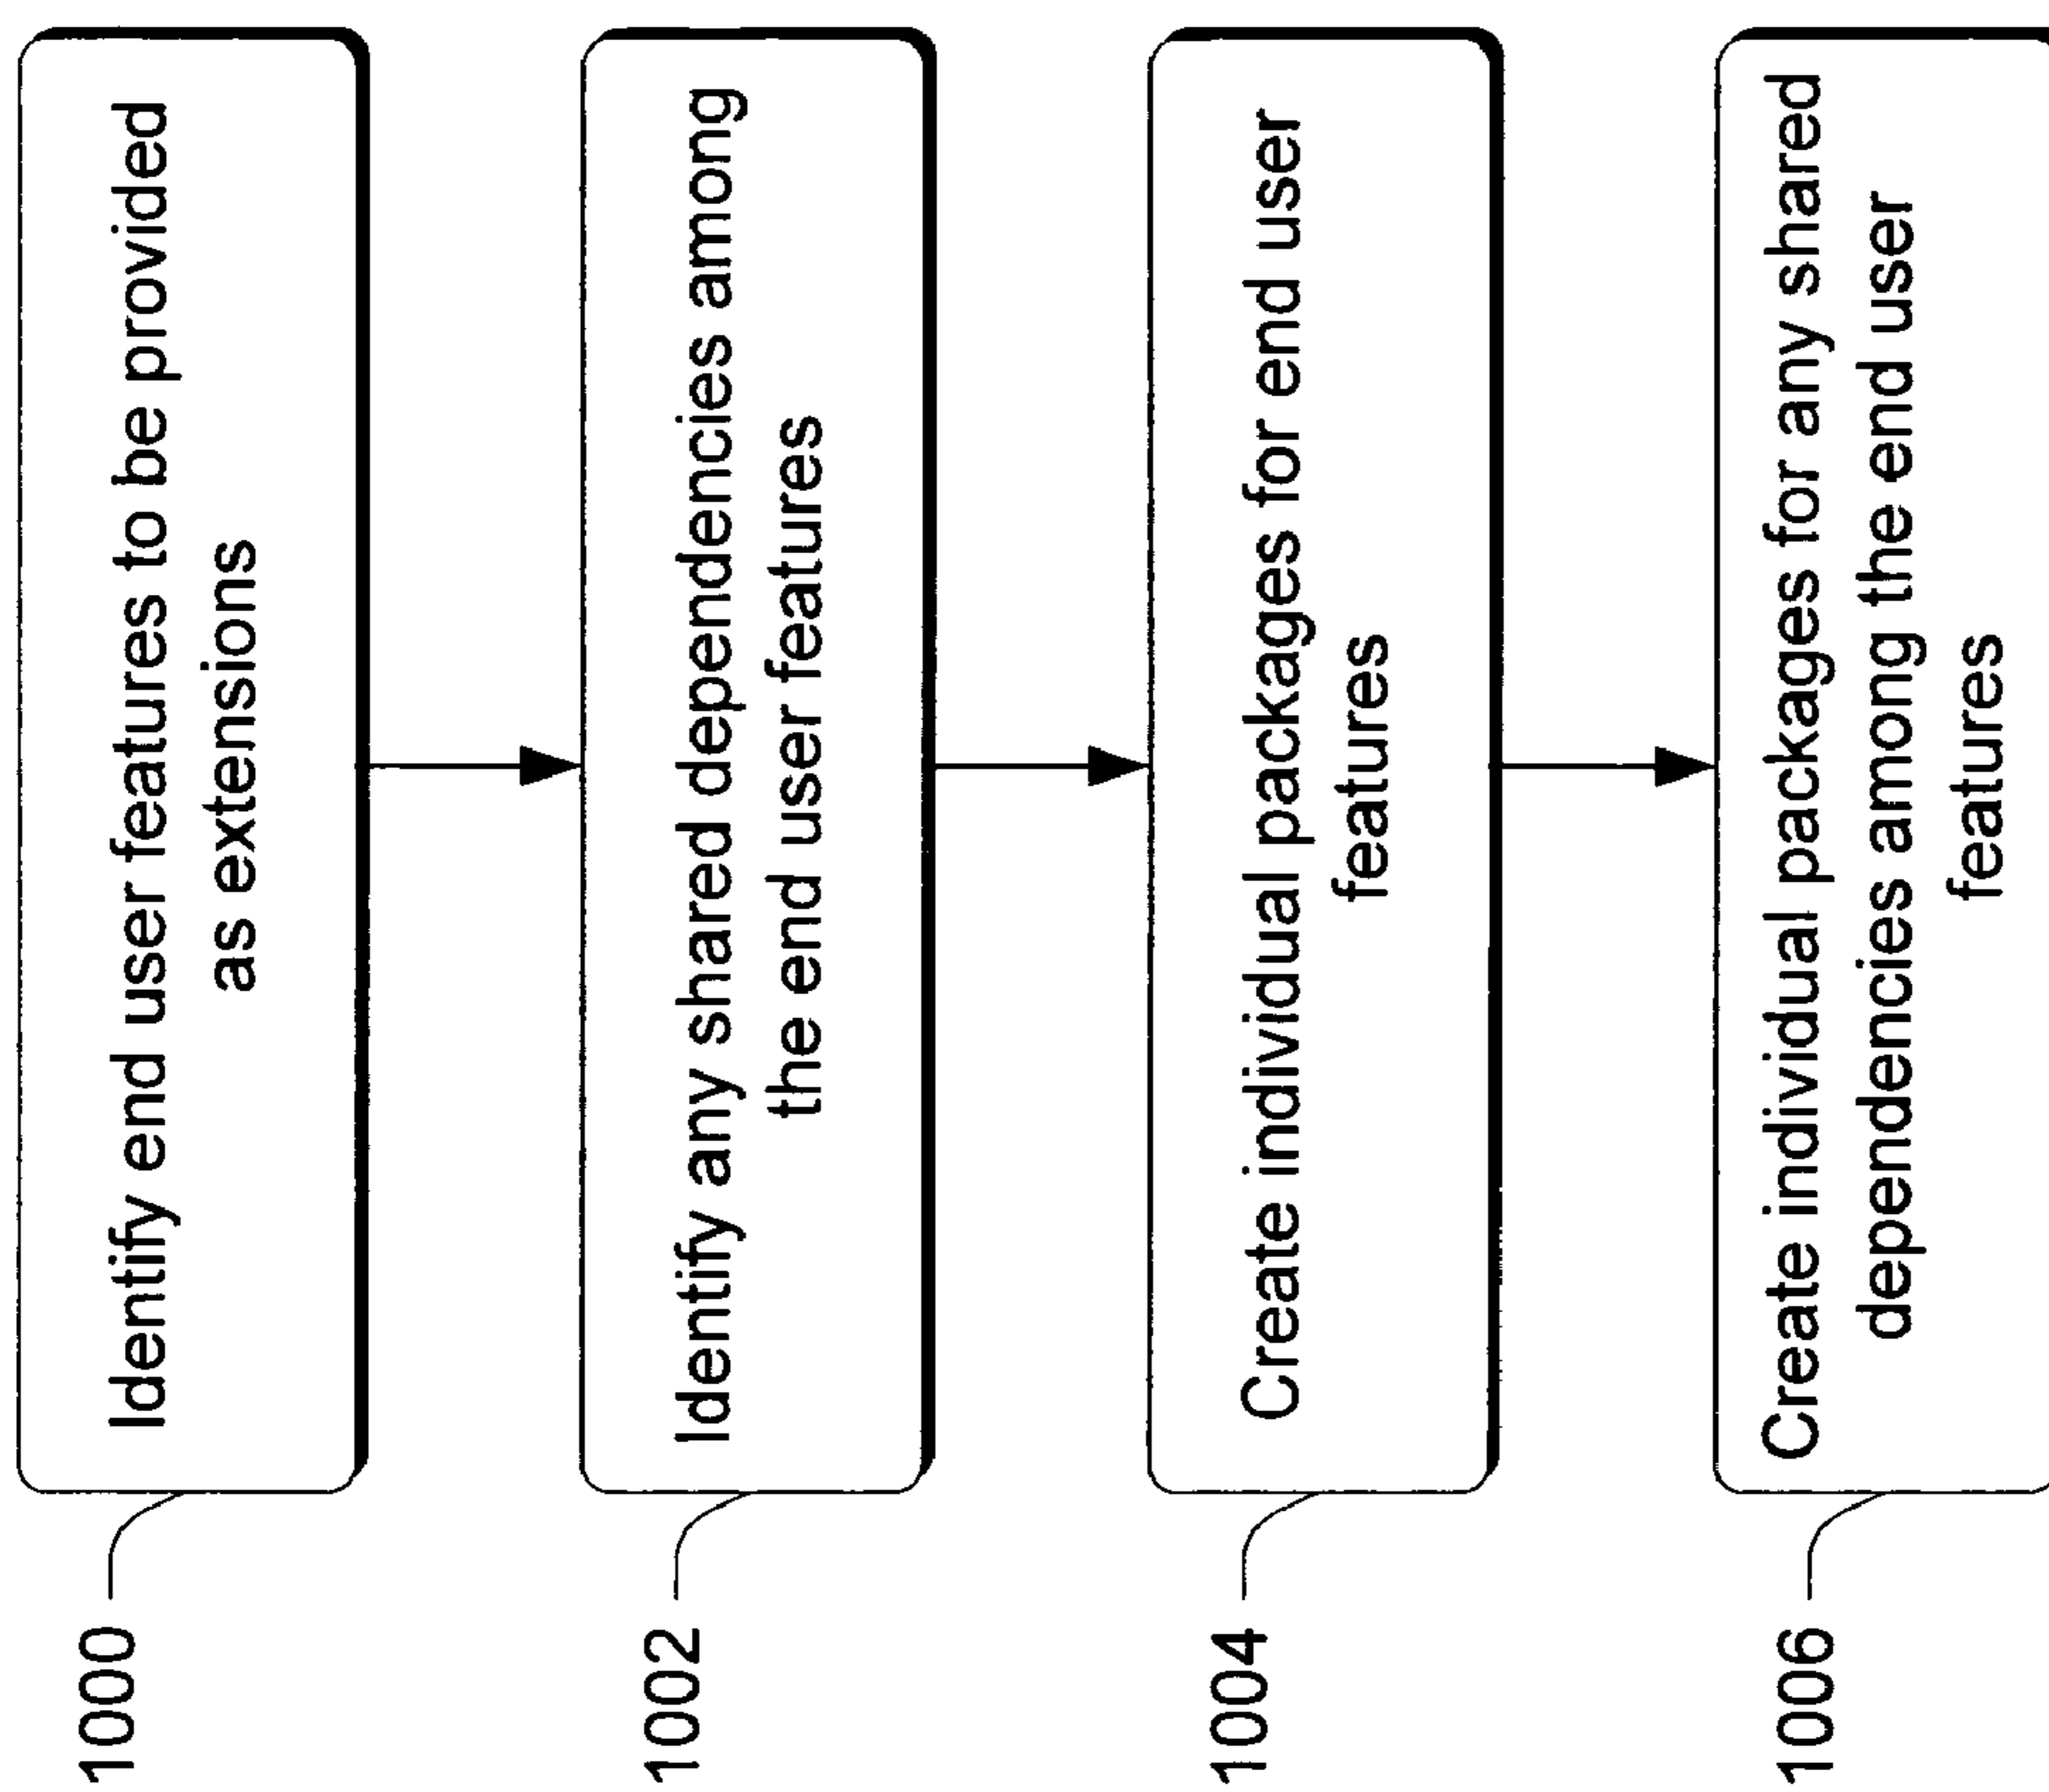 1000
Identify end user features to be provided
as extensions
1002
Identify any shared dependencies among
the end user features
1004
Create individual packages for end user
features
1006
Create individual packages for any shared
dependencies among the end user
features